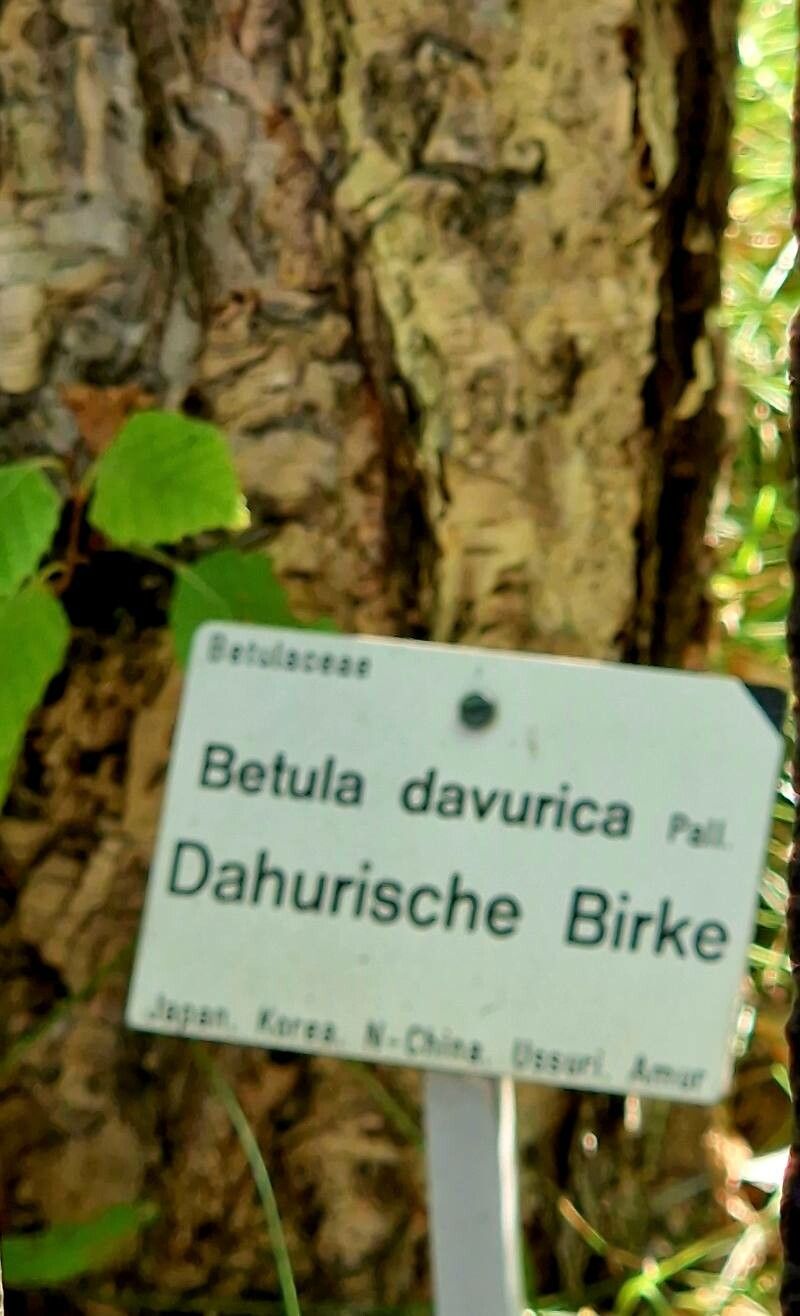 Betulaceae
Betula davurica Pall.
Dahurische Birke
Japan. Korea. N-China. Ussuri. Amur